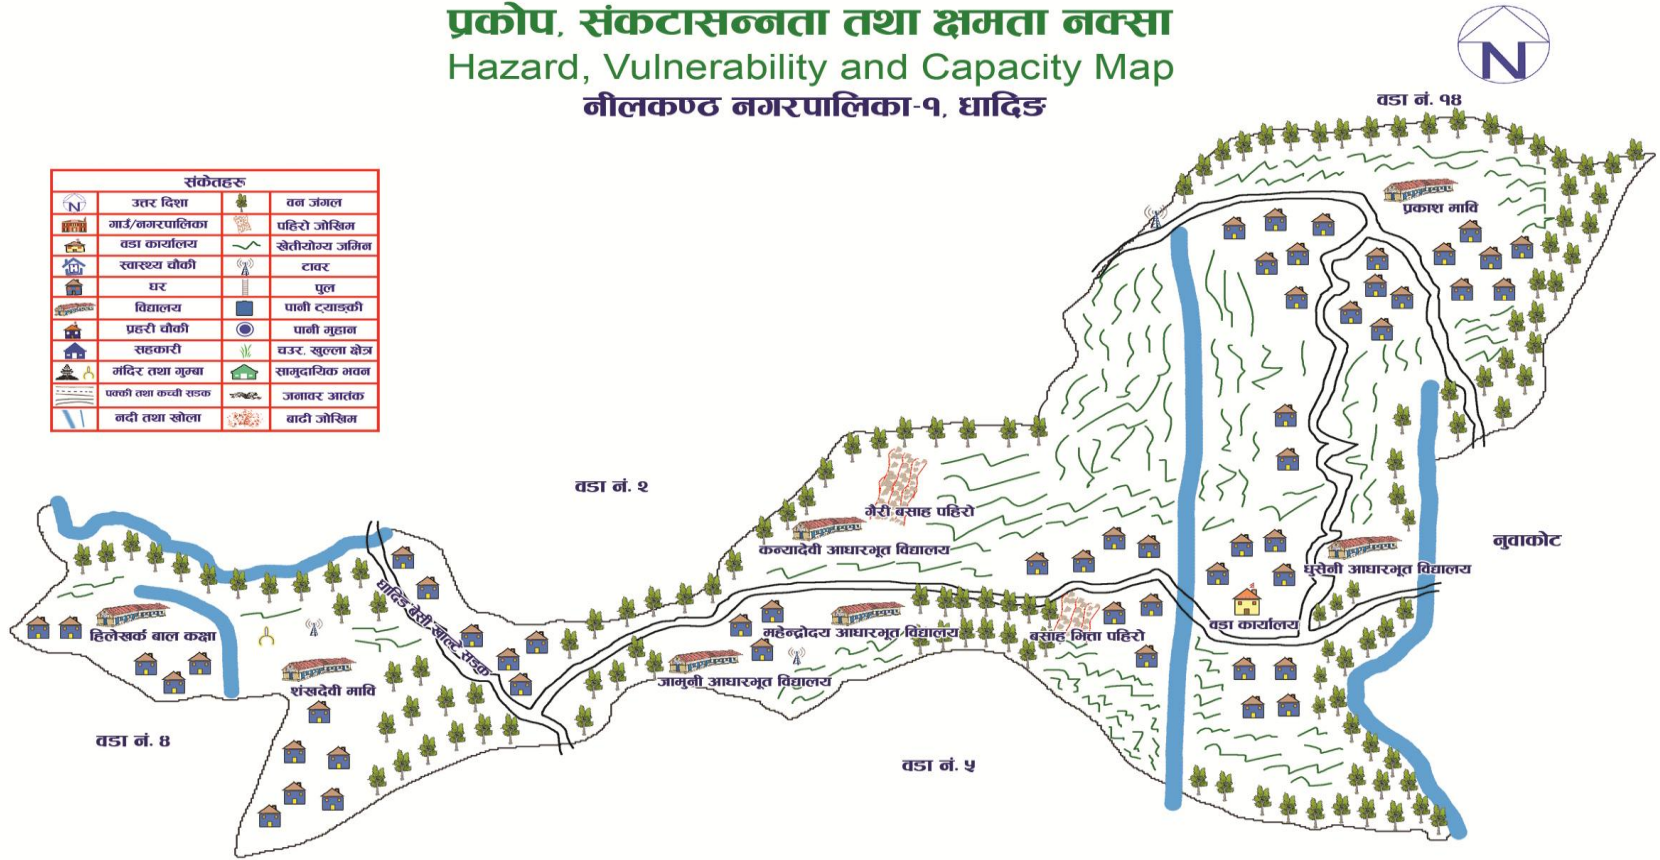 प्रकोप, संकटासन्नता तथा क्षमता नक्सा
Hazard, Vulnerability and Capacity Map
नीलकण्ठ नगरपालिका-१, धादिङ
N
वडा नं. १४
संकेतहरु
N उत्तर दिशा वन जंगल
गाउँ/नगरपालिका पहिरो जोखिम
वडा कार्यालय खेतीयोग्य जमिन
स्वास्थ्य चौकी टावर
घर पुल
विद्यालय पानी ट्याङ्की
प्रहरी चौकी पानी मुहान
सहकारी चउर, खुल्ला क्षेत्र
मंदिर तथा गुम्बा सामुदायिक भवन
पक्की तथा कच्ची सडक जनावर आतंक
नदी तथा खोला बाढी जोखिम
प्रकाश मावि
वडा नं. २
गैरी बसाह पहिरो
कन्यादेवी आधारभूत विद्यालय
नुवाकोट
घुसेनी आधारभूत विद्यालय
धादिङ बेसी-खाल्टे सडक
हिलेखर्क बाल कक्षा
महेन्द्रोदय आधारभूत विद्यालय
बसाह भित्ता पहिरो
वडा कार्यालय
शंखदेवी मावि
जामुनी आधारभूत विद्यालय
वडा नं. ४
वडा नं. ५